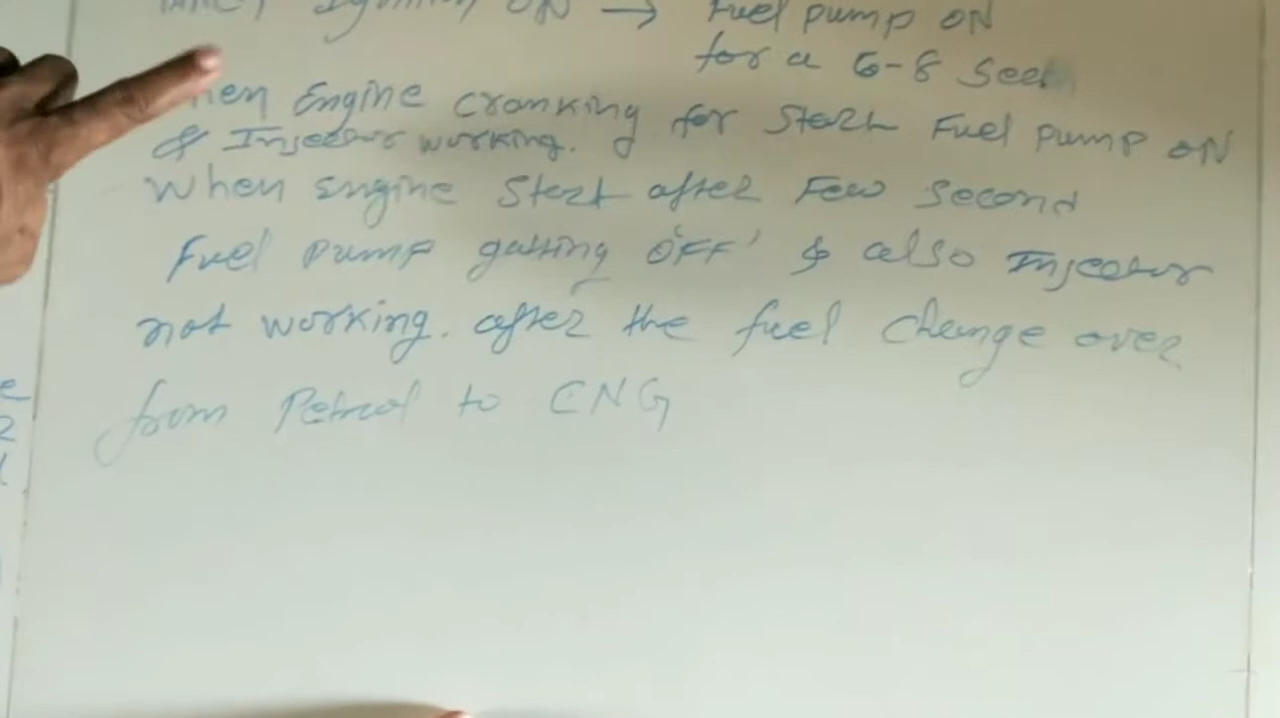 Ignition ON → Fuel pump ON
for a 6-8 Sec
Engine cranking for Start Fuel pump ON
& Injector working.
When Engine Start after Few Second
Fuel pump getting 'OFF' & also Injector
not working. after the fuel change over
from Petrol to CNG